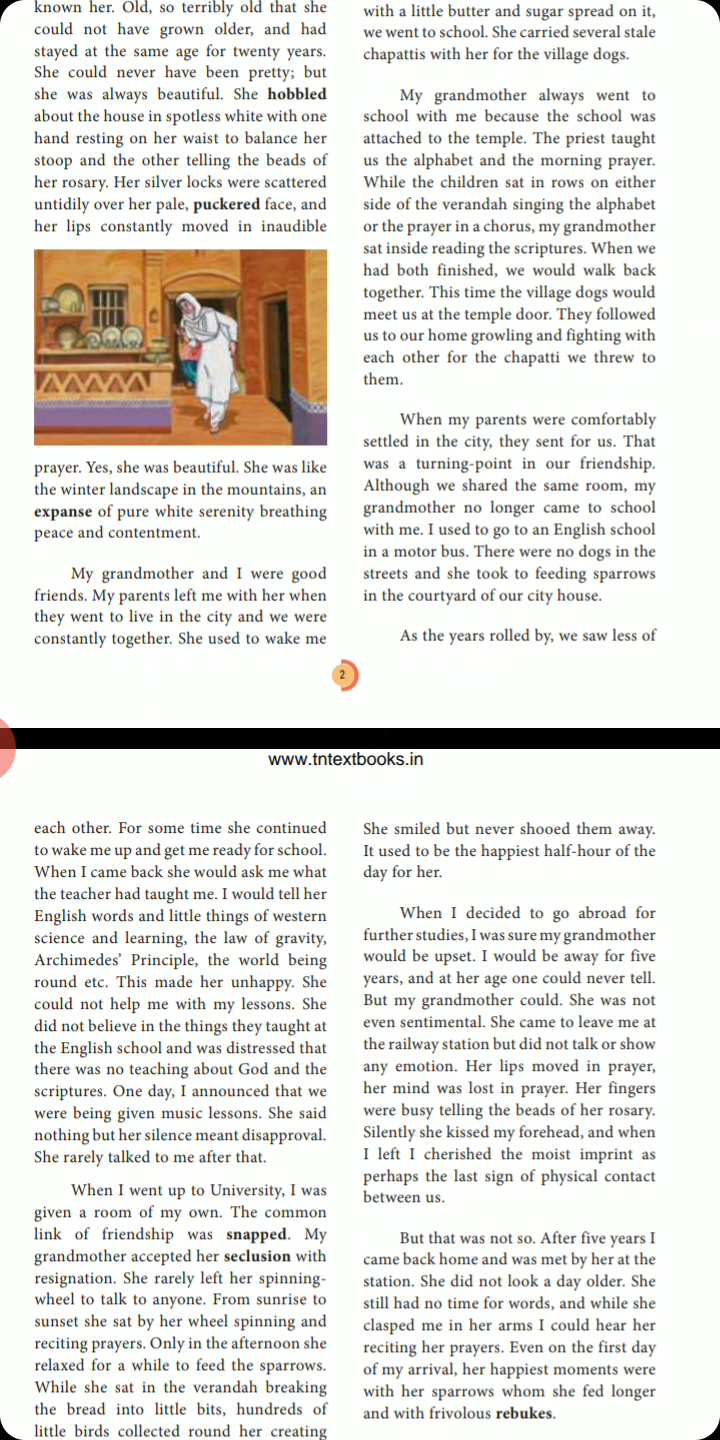 known her. Old, so terribly old that she
could not have grown older, and had
stayed at the same age for twenty years.
She could never have been pretty; but
she was always beautiful. She hobbled
about the house in spotless white with one
hand resting on her waist to balance her
stoop and the other telling the beads of
her rosary. Her silver locks were scattered
untidily over her pale, puckered face, and
her lips constantly moved in inaudible
prayer. Yes, she was beautiful. She was like
the winter landscape in the mountains, an
expanse of pure white serenity breathing
peace and contentment.
My grandmother and I were good
friends. My parents left me with her when
they went to live in the city and we were
constantly together. She used to wake me
with a little butter and sugar spread on it,
we went to school. She carried several stale
chapattis with her for the village dogs.
My grandmother always went to
school with me because the school was
attached to the temple. The priest taught
us the alphabet and the morning prayer.
While the children sat in rows on either
side of the verandah singing the alphabet
or the prayer in a chorus, my grandmother
sat inside reading the scriptures. When we
had both finished, we would walk back
together. This time the village dogs would
meet us at the temple door. They followed
us to our home growling and fighting with
each other for the chapatti we threw to
them.
When my parents were comfortably
settled in the city, they sent for us. That
was a turning-point in our friendship.
Although we shared the same room, my
grandmother no longer came to school
with me. I used to go to an English school
in a motor bus. There were no dogs in the
streets and she took to feeding sparrows
in the courtyard of our city house.
As the years rolled by, we saw less of
2
www.tntextbooks.in
each other. For some time she continued
to wake me up and get me ready for school.
When I came back she would ask me what
the teacher had taught me. I would tell her
English words and little things of western
science and learning, the law of gravity,
Archimedes' Principle, the world being
round etc. This made her unhappy. She
could not help me with my lessons. She
did not believe in the things they taught at
the English school and was distressed that
there was no teaching about God and the
scriptures. One day, I announced that we
were being given music lessons. She said
nothing but her silence meant disapproval.
She rarely talked to me after that.
When I went up to University, I was
given a room of my own. The common
link of friendship was snapped. My
grandmother accepted her seclusion with
resignation. She rarely left her spinning-
wheel to talk to anyone. From sunrise to
sunset she sat by her wheel spinning and
reciting prayers. Only in the afternoon she
relaxed for a while to feed the sparrows.
While she sat in the verandah breaking
the bread into little bits, hundreds of
little birds collected round her creating
She smiled but never shooed them away.
It used to be the happiest half-hour of the
day for her.
When I decided to go abroad for
further studies, I was sure my grandmother
would be upset. I would be away for five
years, and at her age one could never tell.
But my grandmother could. She was not
even sentimental. She came to leave me at
the railway station but did not talk or show
any emotion. Her lips moved in prayer,
her mind was lost in prayer. Her fingers
were busy telling the beads of her rosary.
Silently she kissed my forehead, and when
I left I cherished the moist imprint as
perhaps the last sign of physical contact
between us.
But that was not so. After five years I
came back home and was met by her at the
station. She did not look a day older. She
still had no time for words, and while she
clasped me in her arms I could hear her
reciting her prayers. Even on the first day
of my arrival, her happiest moments were
with her sparrows whom she fed longer
and with frivolous rebukes.